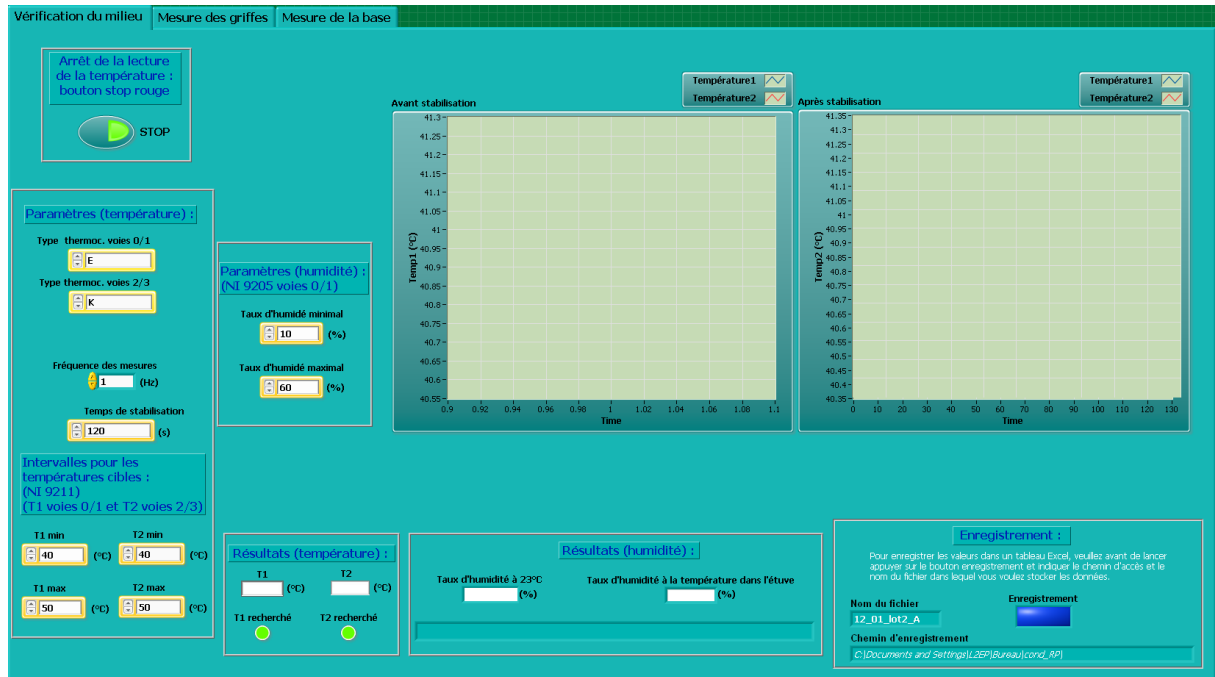 Vérification du milieu
Mesure des griffes
Mesure de la base
Arrêt de la lecture
de la température :
bouton stop rouge
STOP
Paramètres (température) :
Type thermoc. voies 0/1
E
Type thermoc. voies 2/3
K
Fréquence des mesures
1 (Hz)
Temps de stabilisation
120 (s)
Intervalles pour les
températures cibles :
(NI 9211)
(T1 voies 0/1 et T2 voies 2/3)
T1 min T2 min
40 (°C) 40 (°C)
T1 max T2 max
50 (°C) 50 (°C)
Paramètres (humidité) :
(NI 9205 voies 0/1)
Taux d'humidé minimal
10 (%)
Taux d'humidé maximal
60 (%)
Avant stabilisation
Température1
Température2
Temp1 (°C)
41.3
41.25
41.2
41.15
41.1
41.05
41
40.95
40.9
40.85
40.8
40.75
40.7
40.65
40.6
40.55
0.9 0.92 0.94 0.96 0.98 1 1.02 1.04 1.06 1.08 1.1
Time
Après stabilisation
Température1
Température2
Temp2 (°C)
41.35
41.3
41.25
41.2
41.15
41.1
41.05
41
40.95
40.9
40.85
40.8
40.75
40.7
40.65
40.6
40.55
40.5
40.45
40.4
40.35
0 10 20 30 40 50 60 70 80 90 100 110 120 130
Time
Résultats (température) :
T1 T2
(°C) (°C)
T1 recherché T2 recherché
Résultats (humidité) :
Taux d'humidité à 23°C Taux d'humidité à la température dans l'étuve
(%) (%)
Enregistrement :
Pour enregistrer les valeurs dans un tableau Excel, veuillez avant de lancer
appuyer sur le bouton enregistrement et indiquer le chemin d'accès et le
nom du fichier dans lequel vous voulez stocker les données.
Nom du fichier Enregistrement
12_01_lot2_A
Chemin d'enregistrement
C:\Documents and Settings\L2EP\Bureau\cond_RP\